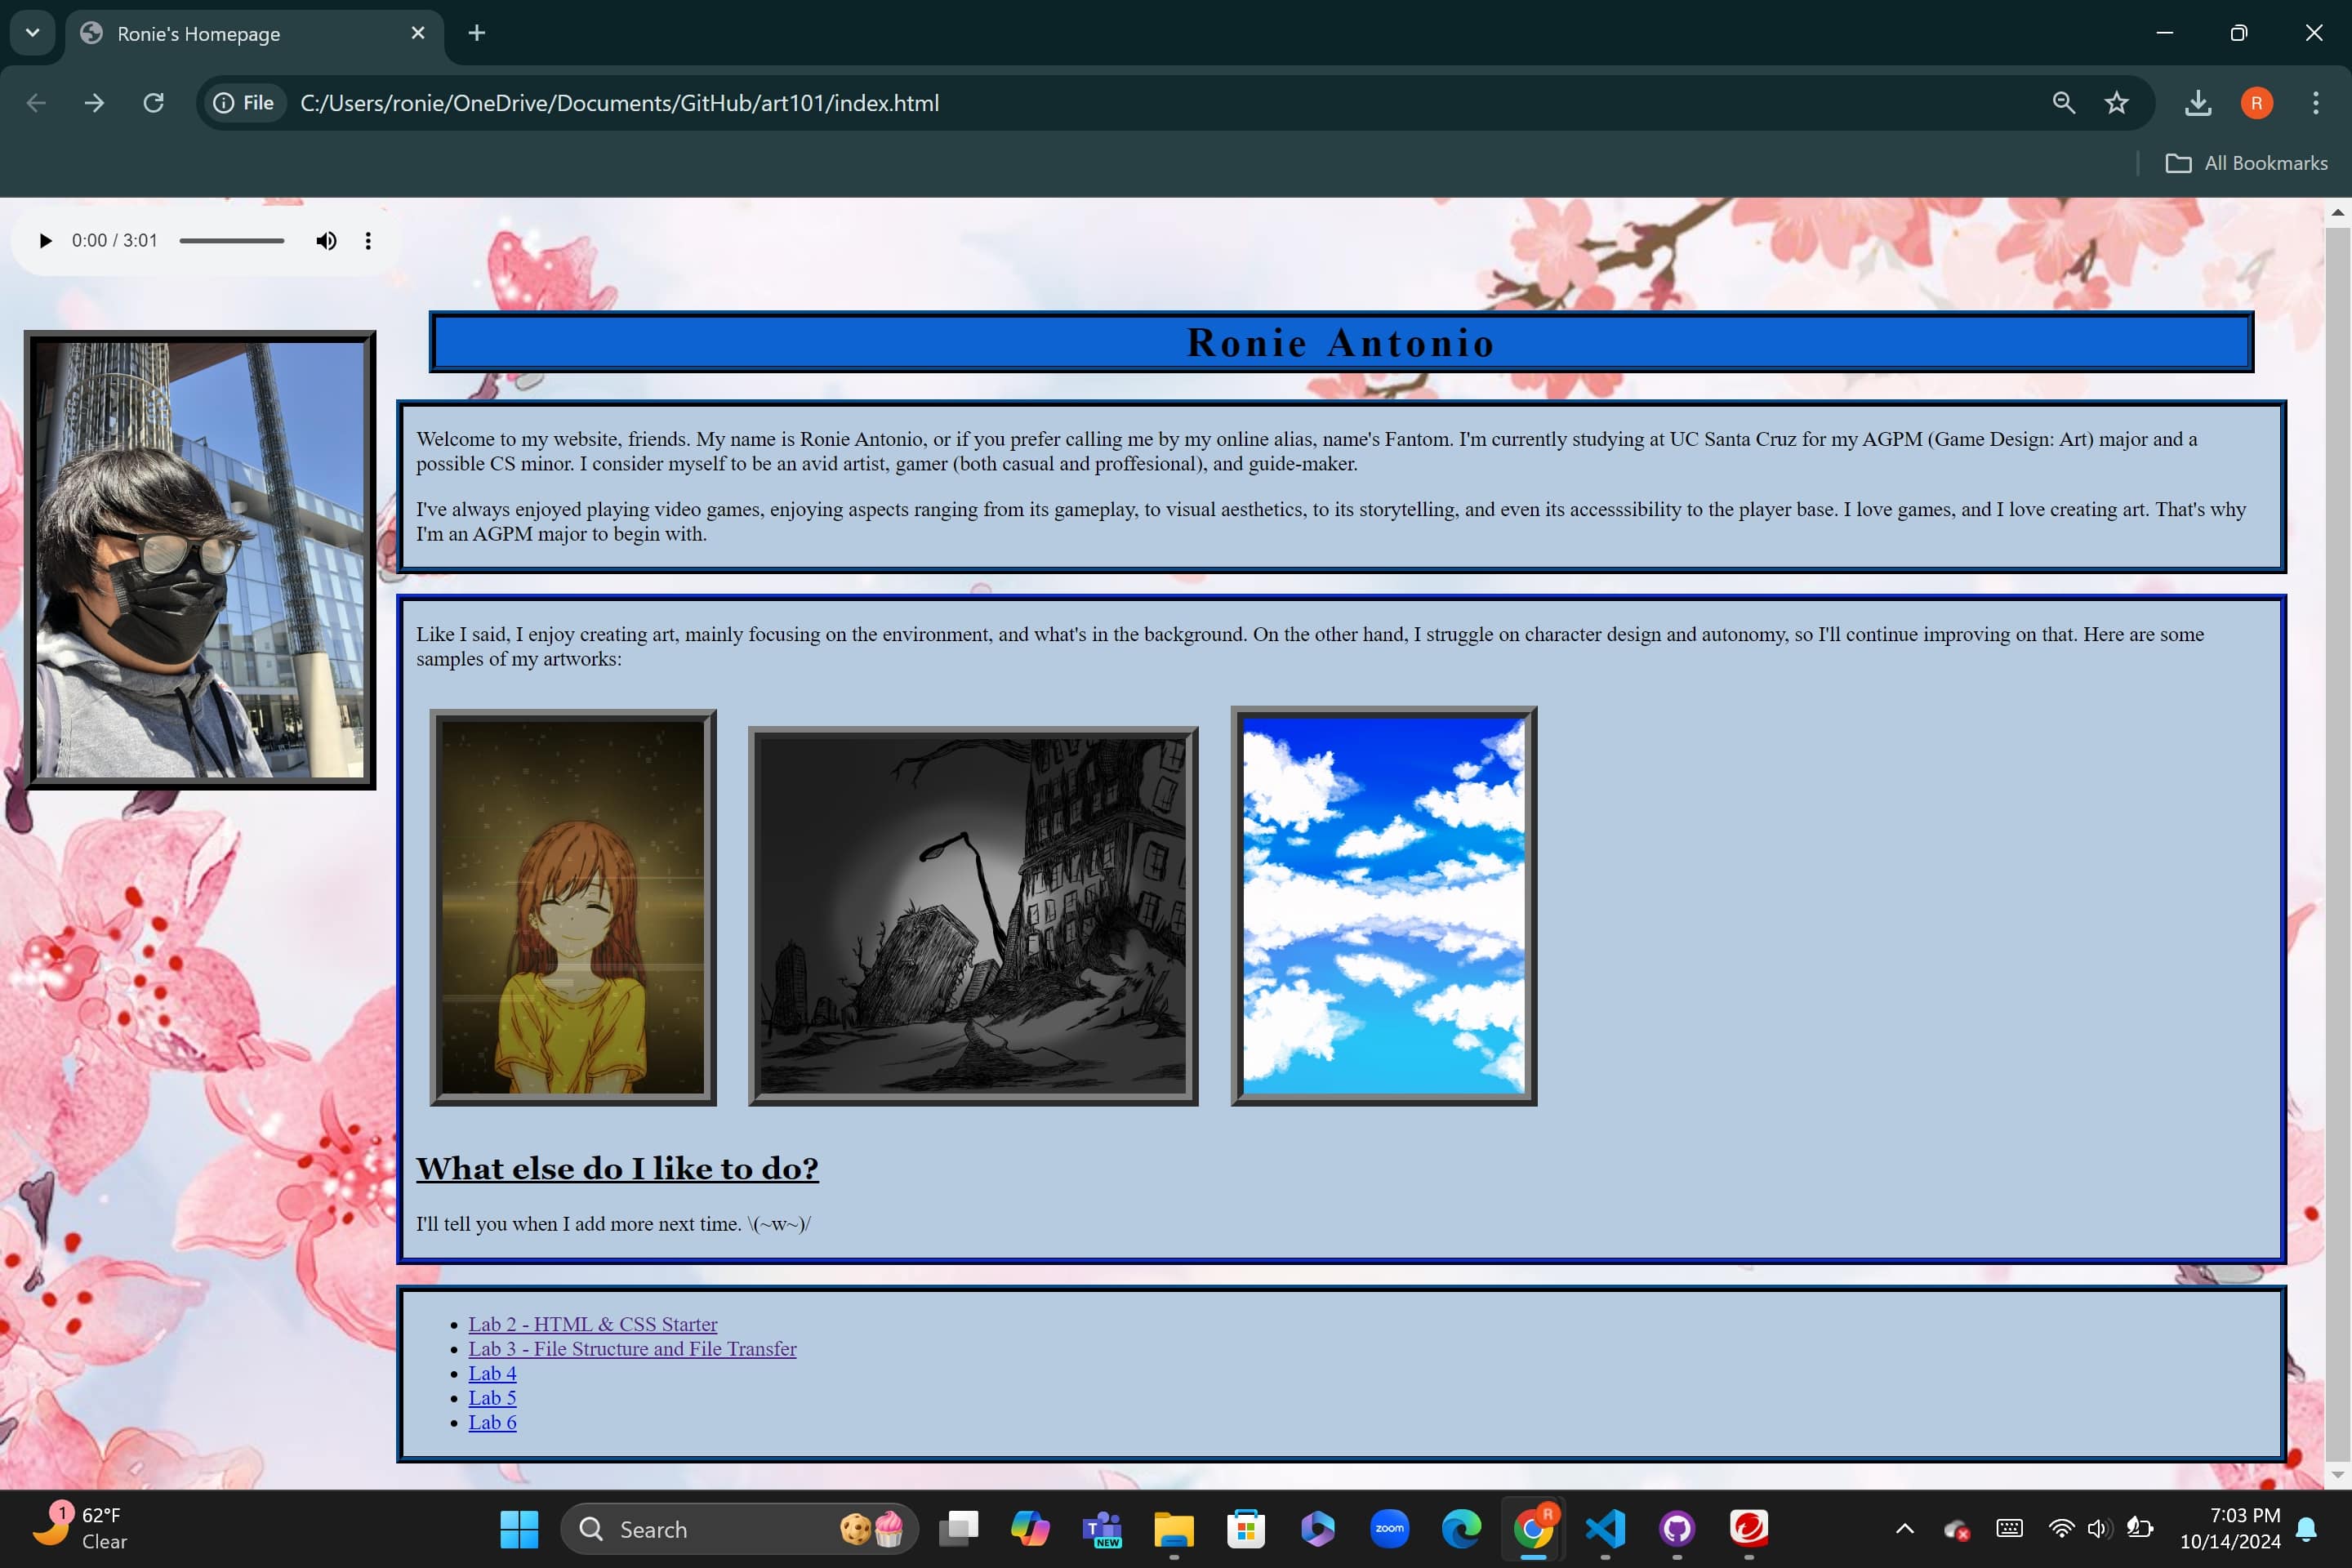 Ronie's Homepage
File
C:/Users/ronie/OneDrive/Documents/GitHub/art101/index.html
R
All Bookmarks
0:00 / 3:01
Ronie Antonio
Welcome to my website, friends. My name is Ronie Antonio, or if you prefer calling me by my online alias, name's Fantom. I'm currently studying at UC Santa Cruz for my AGPM (Game Design: Art) major and a
possible CS minor. I consider myself to be an avid artist, gamer (both casual and proffesional), and guide-maker.
I've always enjoyed playing video games, enjoying aspects ranging from its gameplay, to visual aesthetics, to its storytelling, and even its accesssibility to the player base. I love games, and I love creating art. That's why
I'm an AGPM major to begin with.
Like I said, I enjoy creating art, mainly focusing on the environment, and what's in the background. On the other hand, I struggle on character design and autonomy, so I'll continue improving on that. Here are some
samples of my artworks:
What else do I like to do?
I'll tell you when I add more next time. \(~w~)/
Lab 2 - HTML & CSS Starter
Lab 3 - File Structure and File Transfer
Lab 4
Lab 5
Lab 6
1
62°F
Clear
Search
T
NEW
zoom
R
7:03 PM
10/14/2024